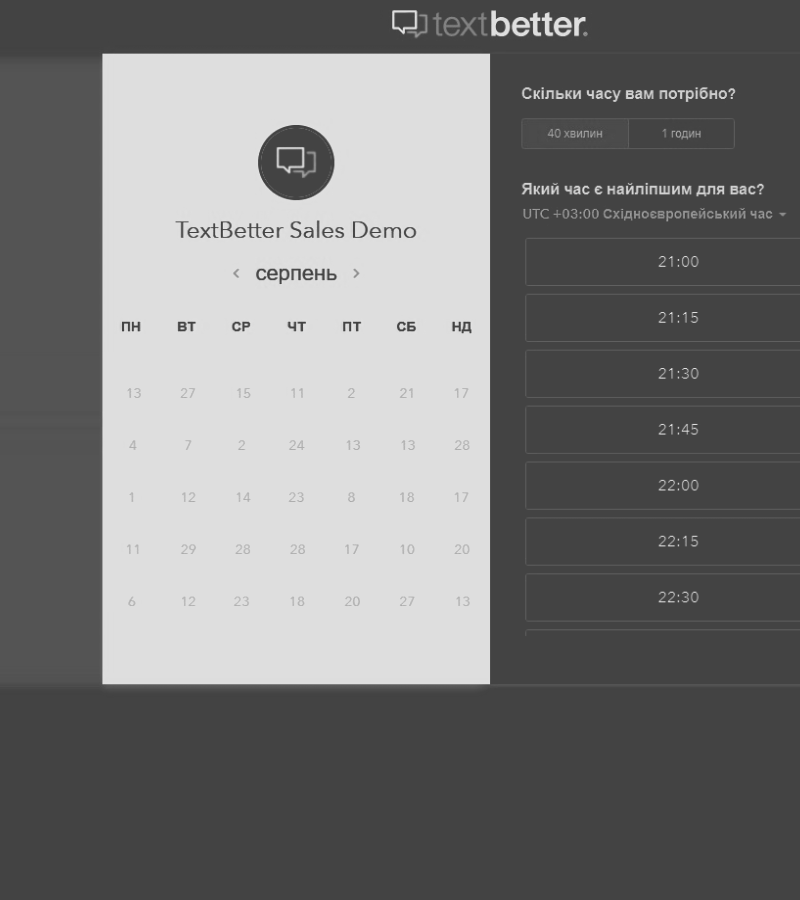 textbetter.
TextBetter Sales Demo
серпень
ПН ВТ СР ЧТ ПТ СБ НД
13 27 15 11 2 21 17
4 7 2 24 13 13 28
1 12 14 23 8 18 17
11 29 28 28 17 10 20
6 12 23 18 20 27 13
Скільки часу вам потрібно?
40 хвилин 1 годин
Який час є найліпшим для вас?
UTC +03:00 Східноєвропейський час
21:00
21:15
21:30
21:45
22:00
22:15
22:30